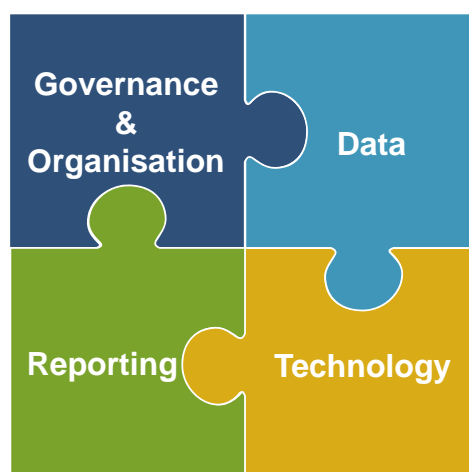 Governance
&
Organisation
Data
Reporting
Technology